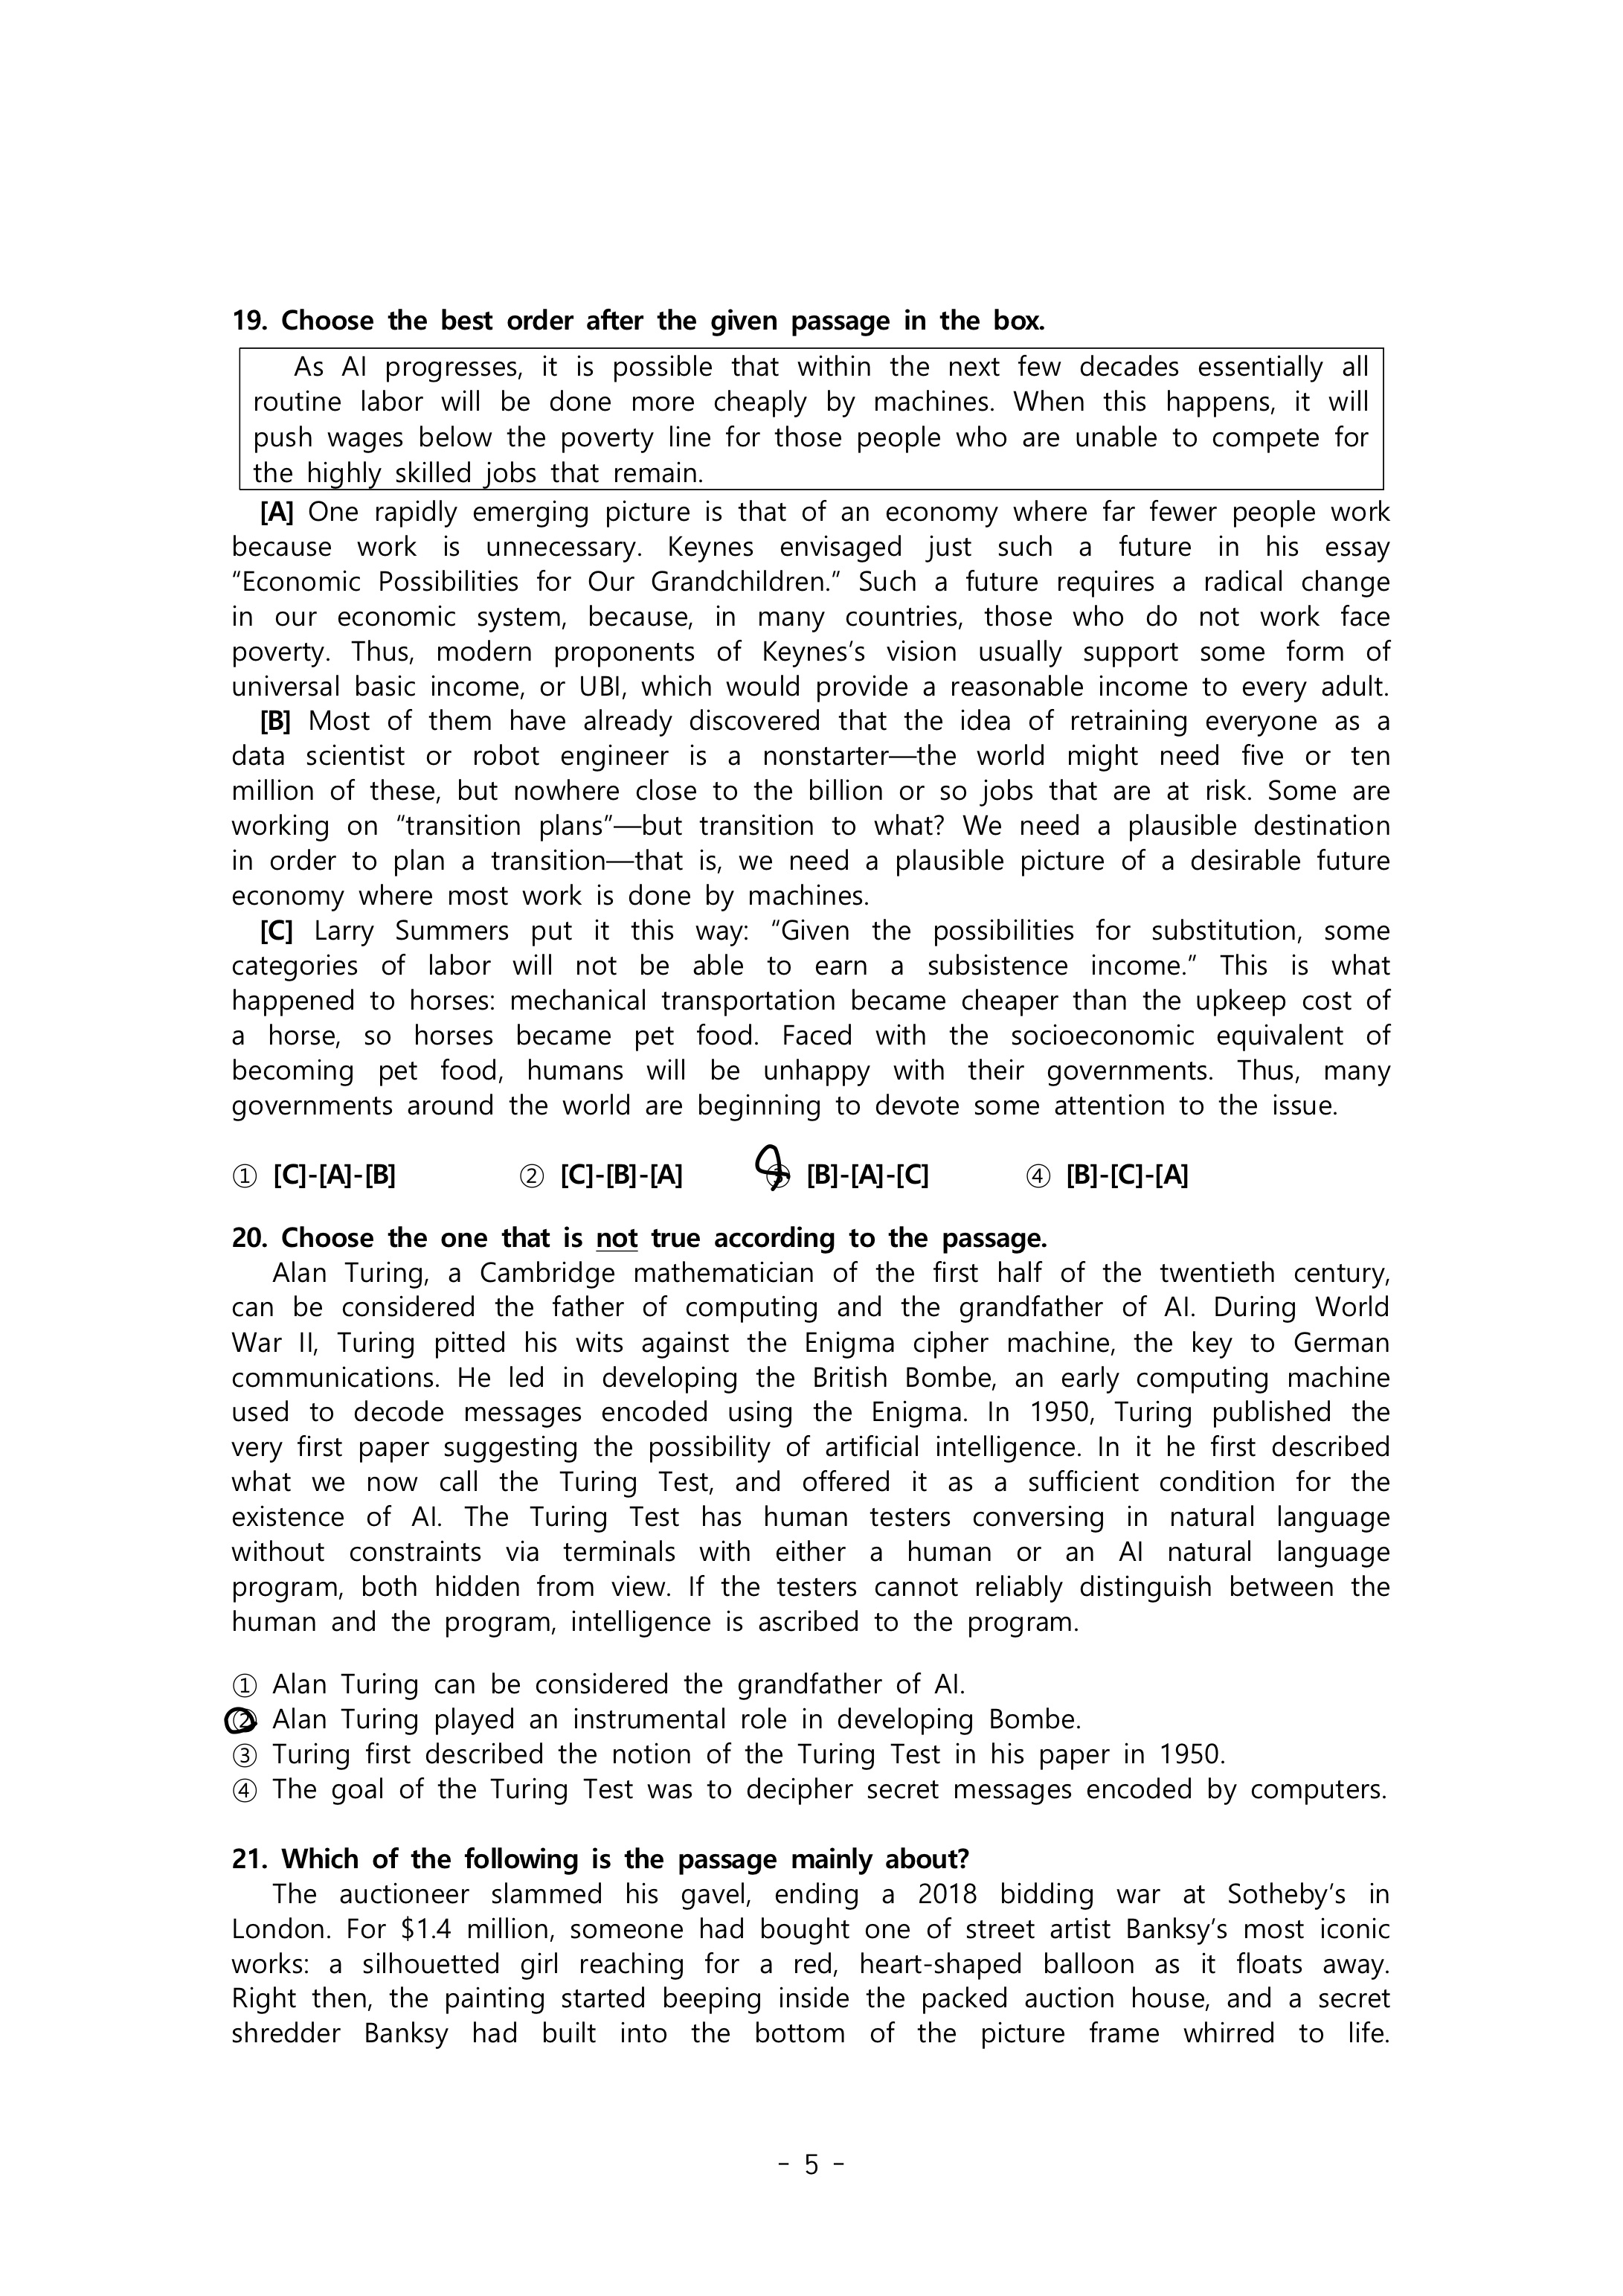 19. Choose the best order after the given passage in the box.
As AI progresses, it is possible that within the next few decades essentially all
routine labor will be done more cheaply by machines. When this happens, it will
push wages below the poverty line for those people who are unable to compete for
the highly skilled jobs that remain.
[A] One rapidly emerging picture is that of an economy where far fewer people work
because work is unnecessary. Keynes envisaged just such a future in his essay
“Economic Possibilities for Our Grandchildren.” Such a future requires a radical change
in our economic system, because, in many countries, those who do not work face
poverty. Thus, modern proponents of Keynes’s vision usually support some form of
universal basic income, or UBI, which would provide a reasonable income to every adult.
[B] Most of them have already discovered that the idea of retraining everyone as a
data scientist or robot engineer is a nonstarter—the world might need five or ten
million of these, but nowhere close to the billion or so jobs that are at risk. Some are
working on “transition plans”—but transition to what? We need a plausible destination
in order to plan a transition—that is, we need a plausible picture of a desirable future
economy where most work is done by machines.
[C] Larry Summers put it this way: “Given the possibilities for substitution, some
categories of labor will not be able to earn a subsistence income.” This is what
happened to horses: mechanical transportation became cheaper than the upkeep cost of
a horse, so horses became pet food. Faced with the socioeconomic equivalent of
becoming pet food, humans will be unhappy with their governments. Thus, many
governments around the world are beginning to devote some attention to the issue.
① [C]-[A]-[B] ② [C]-[B]-[A] ③ [B]-[A]-[C] ④ [B]-[C]-[A]
20. Choose the one that is not true according to the passage.
Alan Turing, a Cambridge mathematician of the first half of the twentieth century,
can be considered the father of computing and the grandfather of AI. During World
War II, Turing pitted his wits against the Enigma cipher machine, the key to German
communications. He led in developing the British Bombe, an early computing machine
used to decode messages encoded using the Enigma. In 1950, Turing published the
very first paper suggesting the possibility of artificial intelligence. In it he first described
what we now call the Turing Test, and offered it as a sufficient condition for the
existence of AI. The Turing Test has human testers conversing in natural language
without constraints via terminals with either a human or an AI natural language
program, both hidden from view. If the testers cannot reliably distinguish between the
human and the program, intelligence is ascribed to the program.
① Alan Turing can be considered the grandfather of AI.
② Alan Turing played an instrumental role in developing Bombe.
③ Turing first described the notion of the Turing Test in his paper in 1950.
④ The goal of the Turing Test was to decipher secret messages encoded by computers.
21. Which of the following is the passage mainly about?
The auctioneer slammed his gavel, ending a 2018 bidding war at Sotheby’s in
London. For $1.4 million, someone had bought one of street artist Banksy’s most iconic
works: a silhouetted girl reaching for a red, heart-shaped balloon as it floats away.
Right then, the painting started beeping inside the packed auction house, and a secret
shredder Banksy had built into the bottom of the picture frame whirred to life.
- 5 -